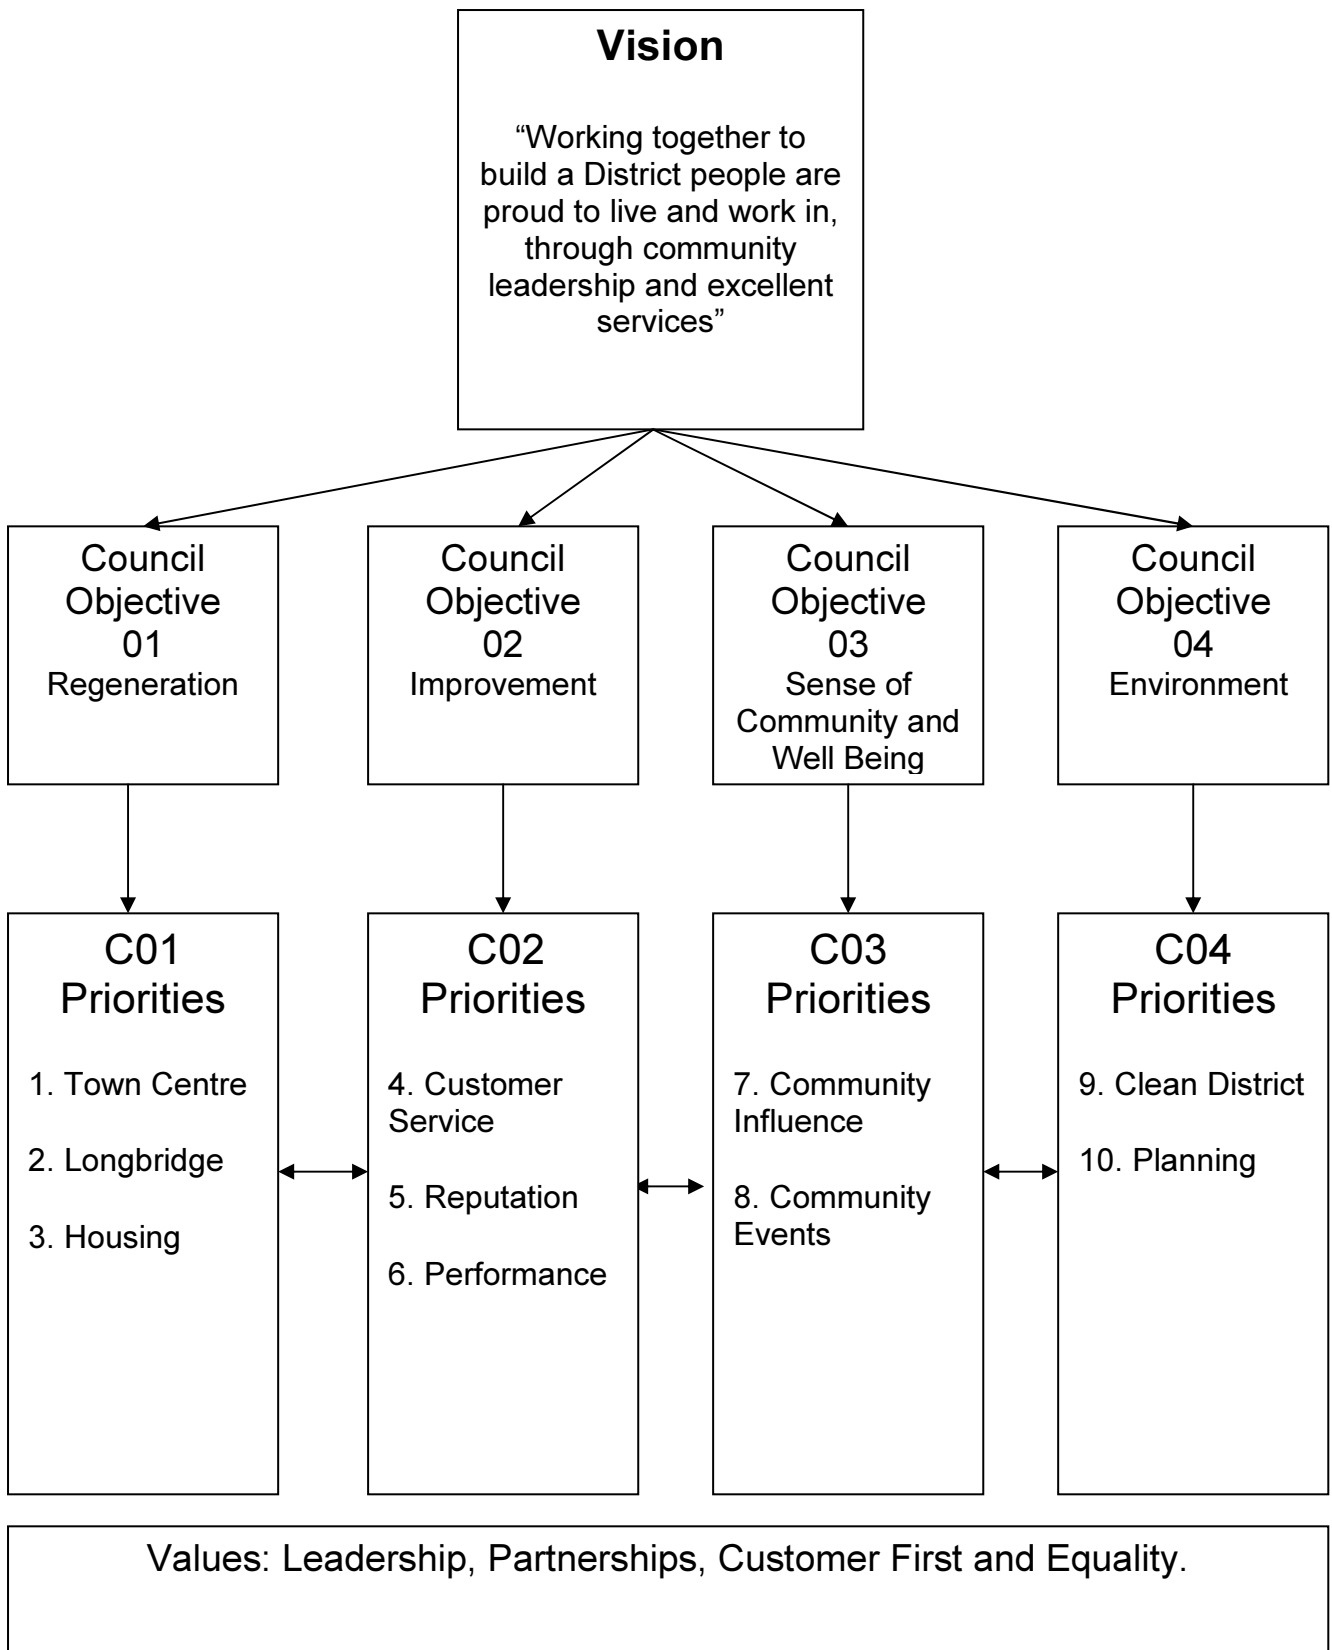 Vision
“Working together to
build a District people are
proud to live and work in,
through community
leadership and excellent
services”
Council
Objective
01
Regeneration
Council
Objective
02
Improvement
Council
Objective
03
Sense of
Community and
Well Being
Council
Objective
04
Environment
C01
Priorities
1. Town Centre
2. Longbridge
3. Housing
C02
Priorities
4. Customer
Service
5. Reputation
6. Performance
C03
Priorities
7. Community
Influence
8. Community
Events
C04
Priorities
9. Clean District
10. Planning
Values: Leadership, Partnerships, Customer First and Equality.